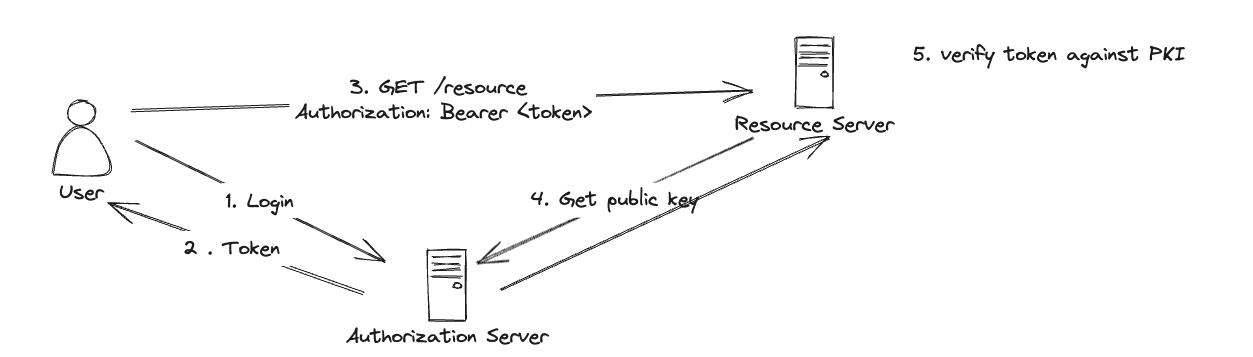 5. verify token against PKI
3. GET /resource
Authorization: Bearer <token>
Resource Server
User
1. Login
4. Get public key
2 . Token
Authorization Server